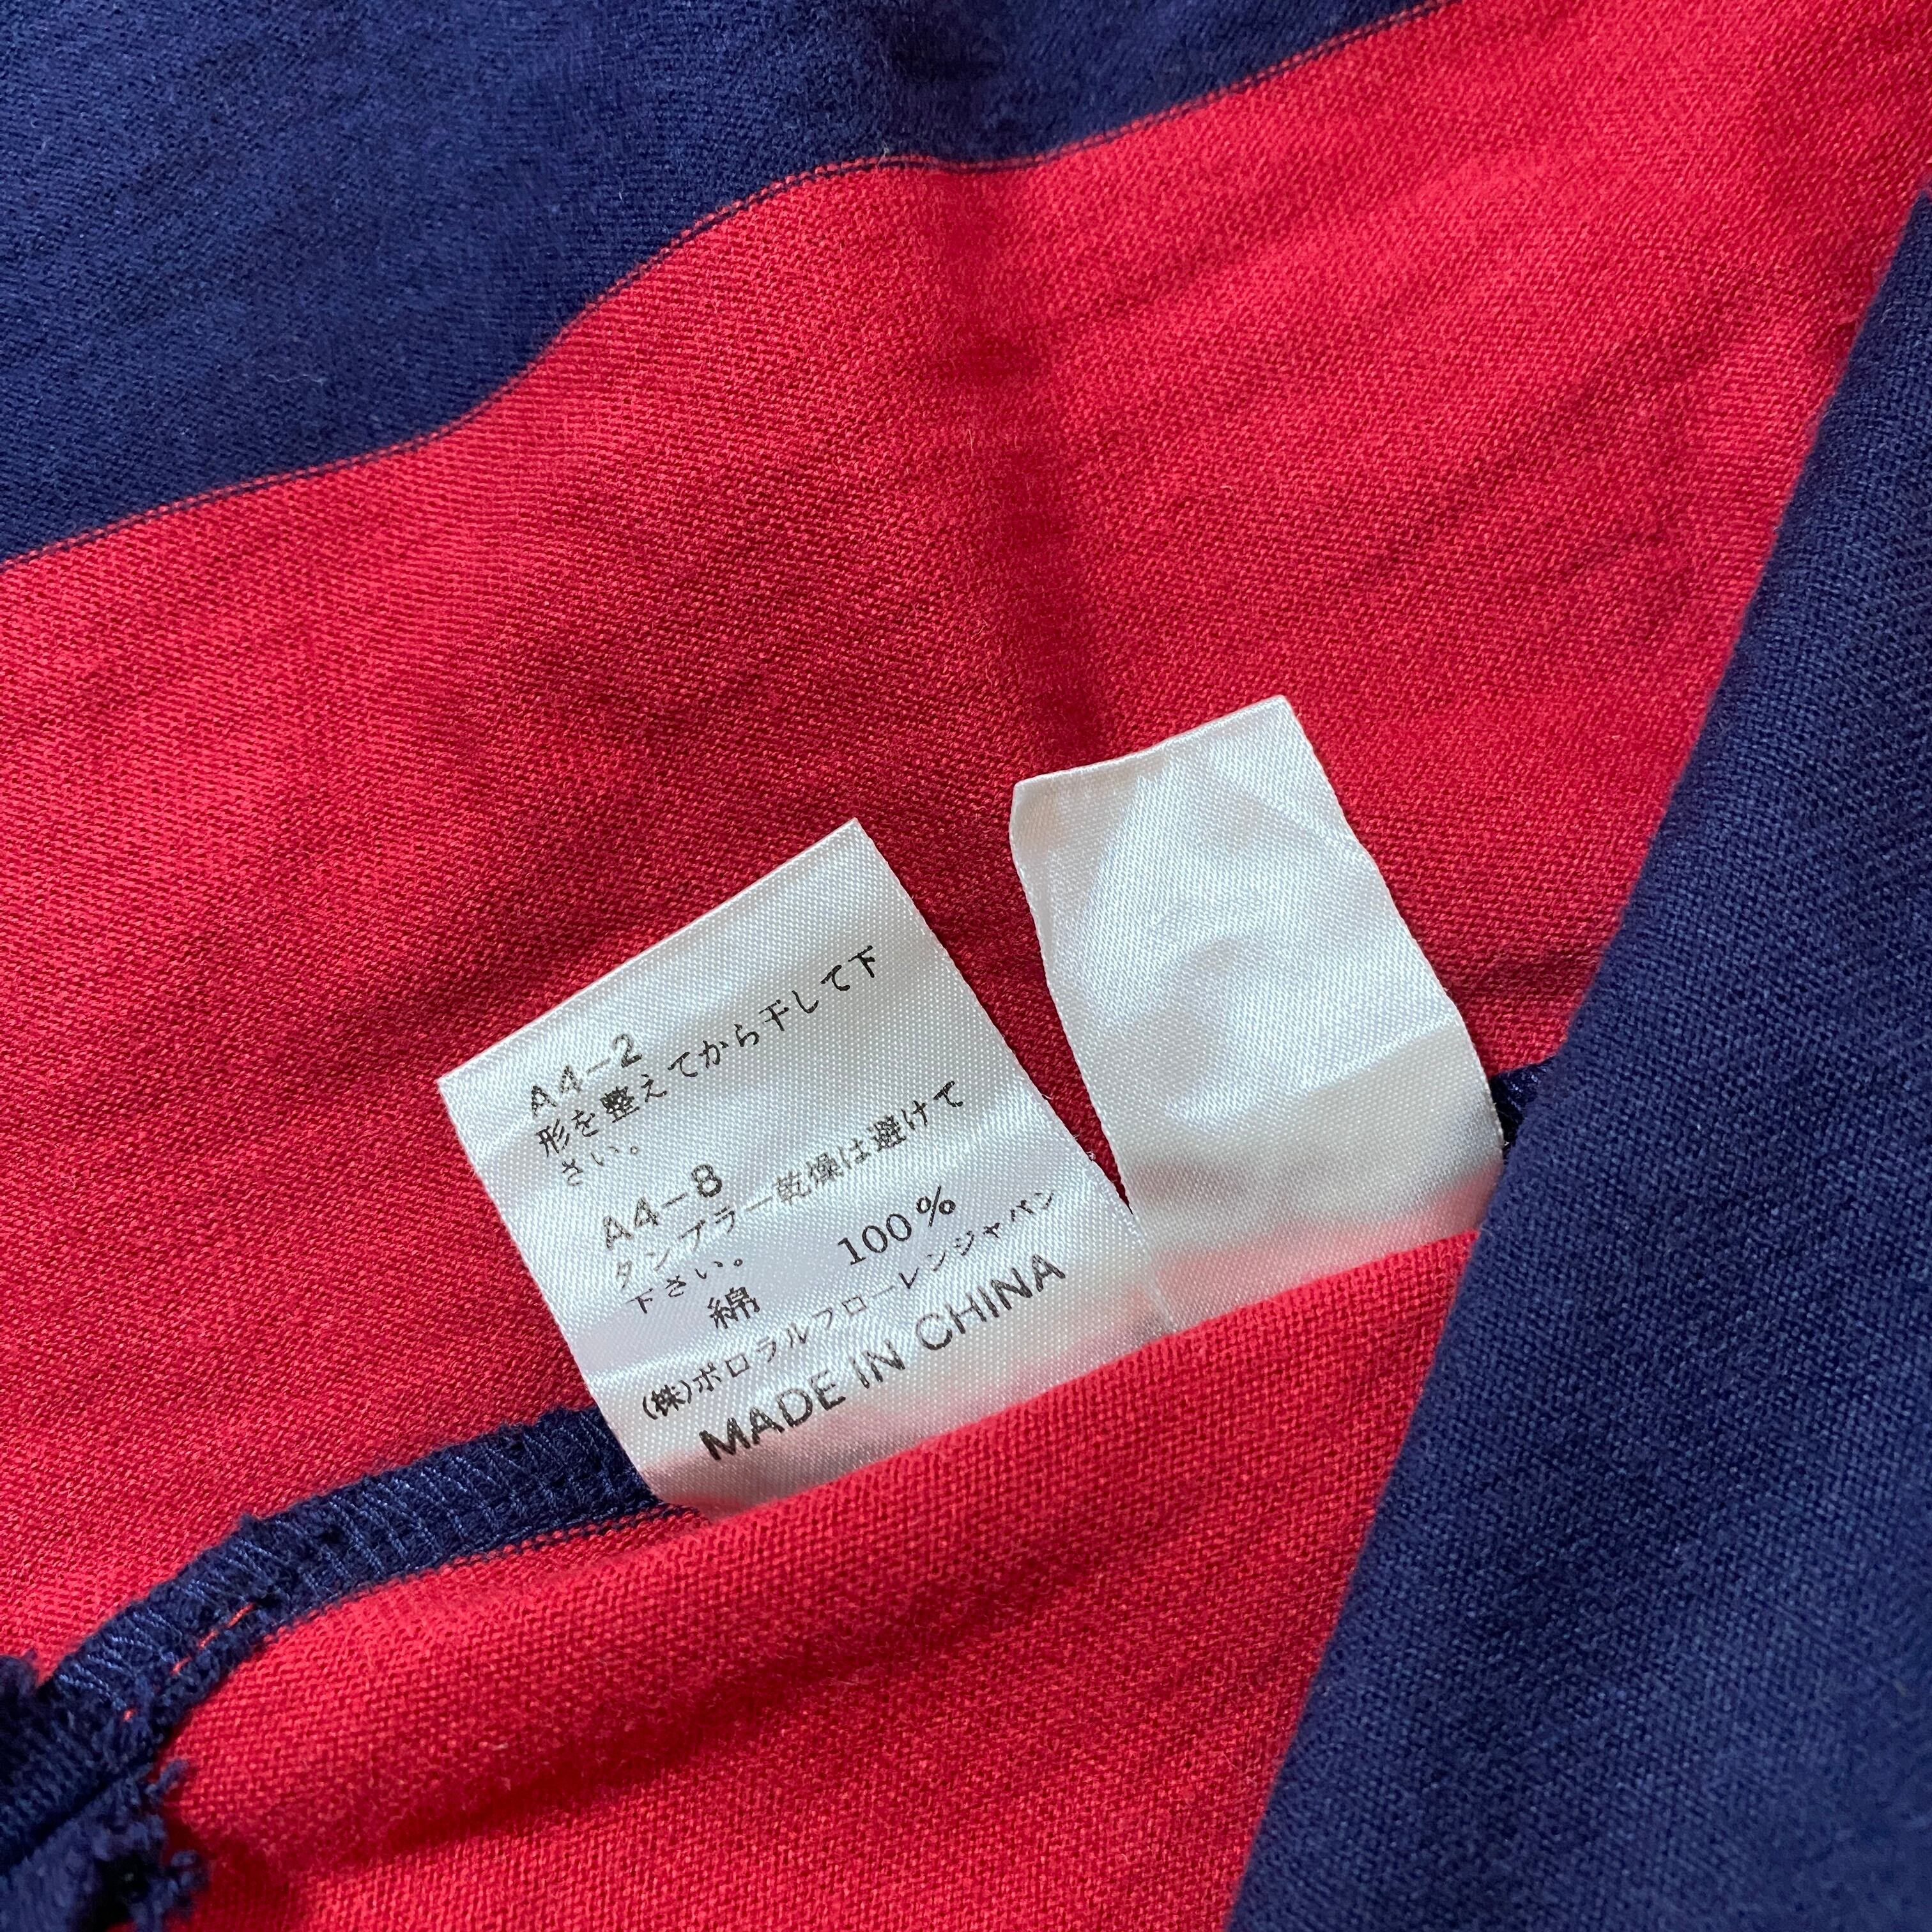 A4-2
形を整えてから干して下
さい。
A4-8
タンブラー乾燥は避けて
下さい。
綿 100%
(株)ポロラルフローレンジャパン
MADE IN CHINA